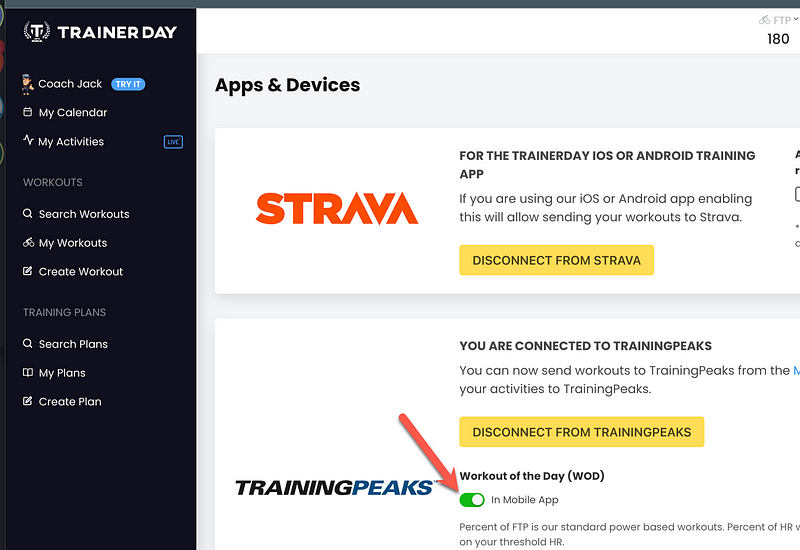 TRAINER DAY
FTP
180
Coach Jack TRY IT
My Calendar
My Activities LIVE
WORKOUTS
Search Workouts
My Workouts
Create Workout
TRAINING PLANS
Search Plans
My Plans
Create Plan
Apps & Devices
STRAVA
FOR THE TRAINERDAY IOS OR ANDROID TRAINING
APP
If you are using our iOS or Android app enabling
this will allow sending your workouts to Strava.
DISCONNECT FROM STRAVA
YOU ARE CONNECTED TO TRAININGPEAKS
You can now send workouts to TrainingPeaks from the M
your activities to TrainingPeaks.
DISCONNECT FROM TRAININGPEAKS
TRAININGPEAKS
Workout of the Day (WOD)
In Mobile App
Percent of FTP is our standard power based workouts. Percent of HR
on your threshold HR.